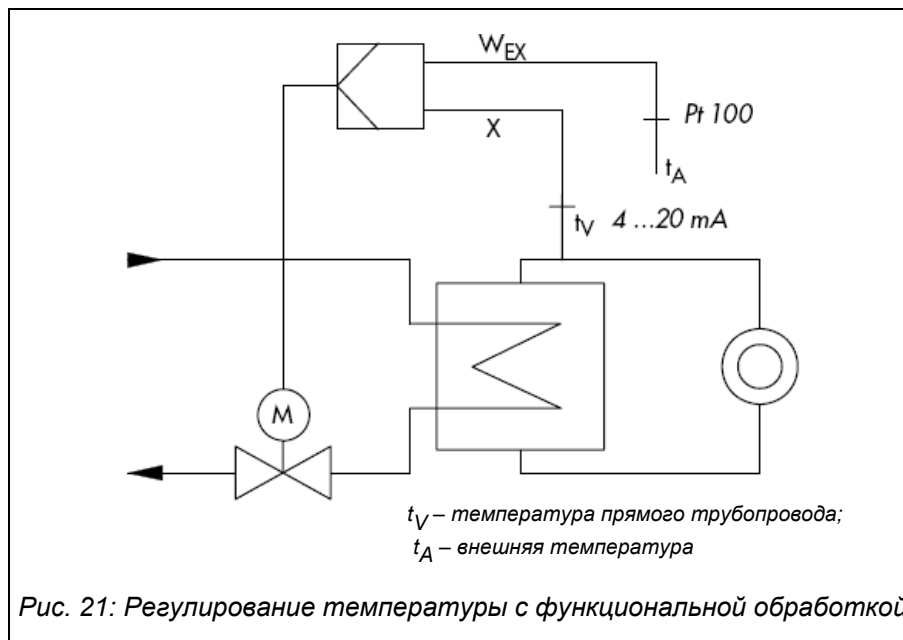 W_EX
X
Pt 100
t_A
t_V 4 ...20 mA
M
t_V – температура прямого трубопровода;
t_A – внешняя температура
Рис. 21: Регулирование температуры с функциональной обработкой